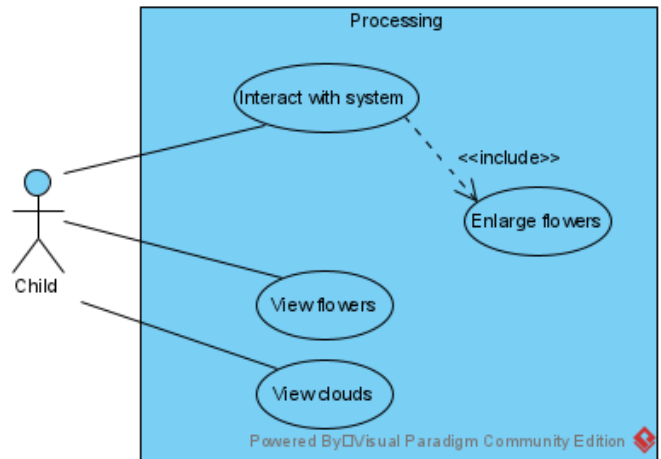 Processing
Interact with system
<<include>>
Enlarge flowers
Child
View flowers
View clouds
Powered By□Visual Paradigm Community Edition